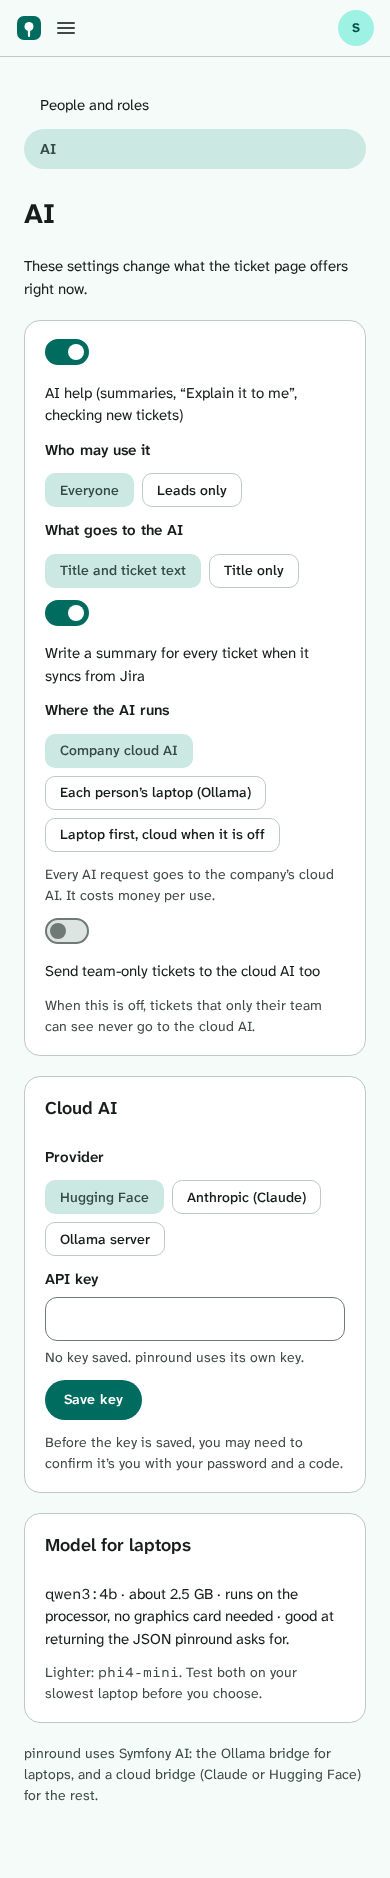 S
People and roles
AI
AI
These settings change what the ticket page offers
right now.
AI help (summaries, “Explain it to me”,
checking new tickets)
Who may use it
Everyone
Leads only
What goes to the AI
Title and ticket text
Title only
Write a summary for every ticket when it
syncs from Jira
Where the AI runs
Company cloud AI
Each person’s laptop (Ollama)
Laptop first, cloud when it is off
Every AI request goes to the company’s cloud
AI. It costs money per use.
Send team-only tickets to the cloud AI too
When this is off, tickets that only their team
can see never go to the cloud AI.
Cloud AI
Provider
Hugging Face
Anthropic (Claude)
Ollama server
API key
No key saved. pinround uses its own key.
Save key
Before the key is saved, you may need to
confirm it’s you with your password and a code.
Model for laptops
qwen3:4b · about 2.5 GB · runs on the
processor, no graphics card needed · good at
returning the JSON pinround asks for.
Lighter: phi4-mini. Test both on your
slowest laptop before you choose.
pinround uses Symfony AI: the Ollama bridge for
laptops, and a cloud bridge (Claude or Hugging Face)
for the rest.